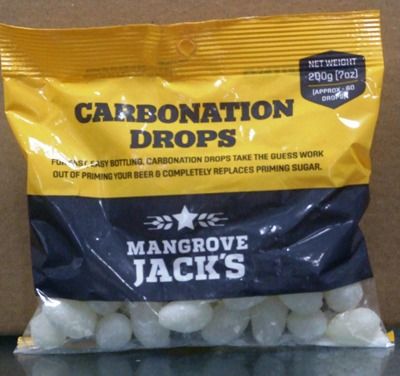 NET WEIGHT
200g (7oz)
(APPROX - 60
DROPS)
CARBONATION
DROPS
FOR FAST, EASY BOTTLING, CARBONATION DROPS TAKE THE GUESS WORK
OUT OF PRIMING YOUR BEER & COMPLETELY REPLACES PRIMING SUGAR.
MANGROVE
JACK'S